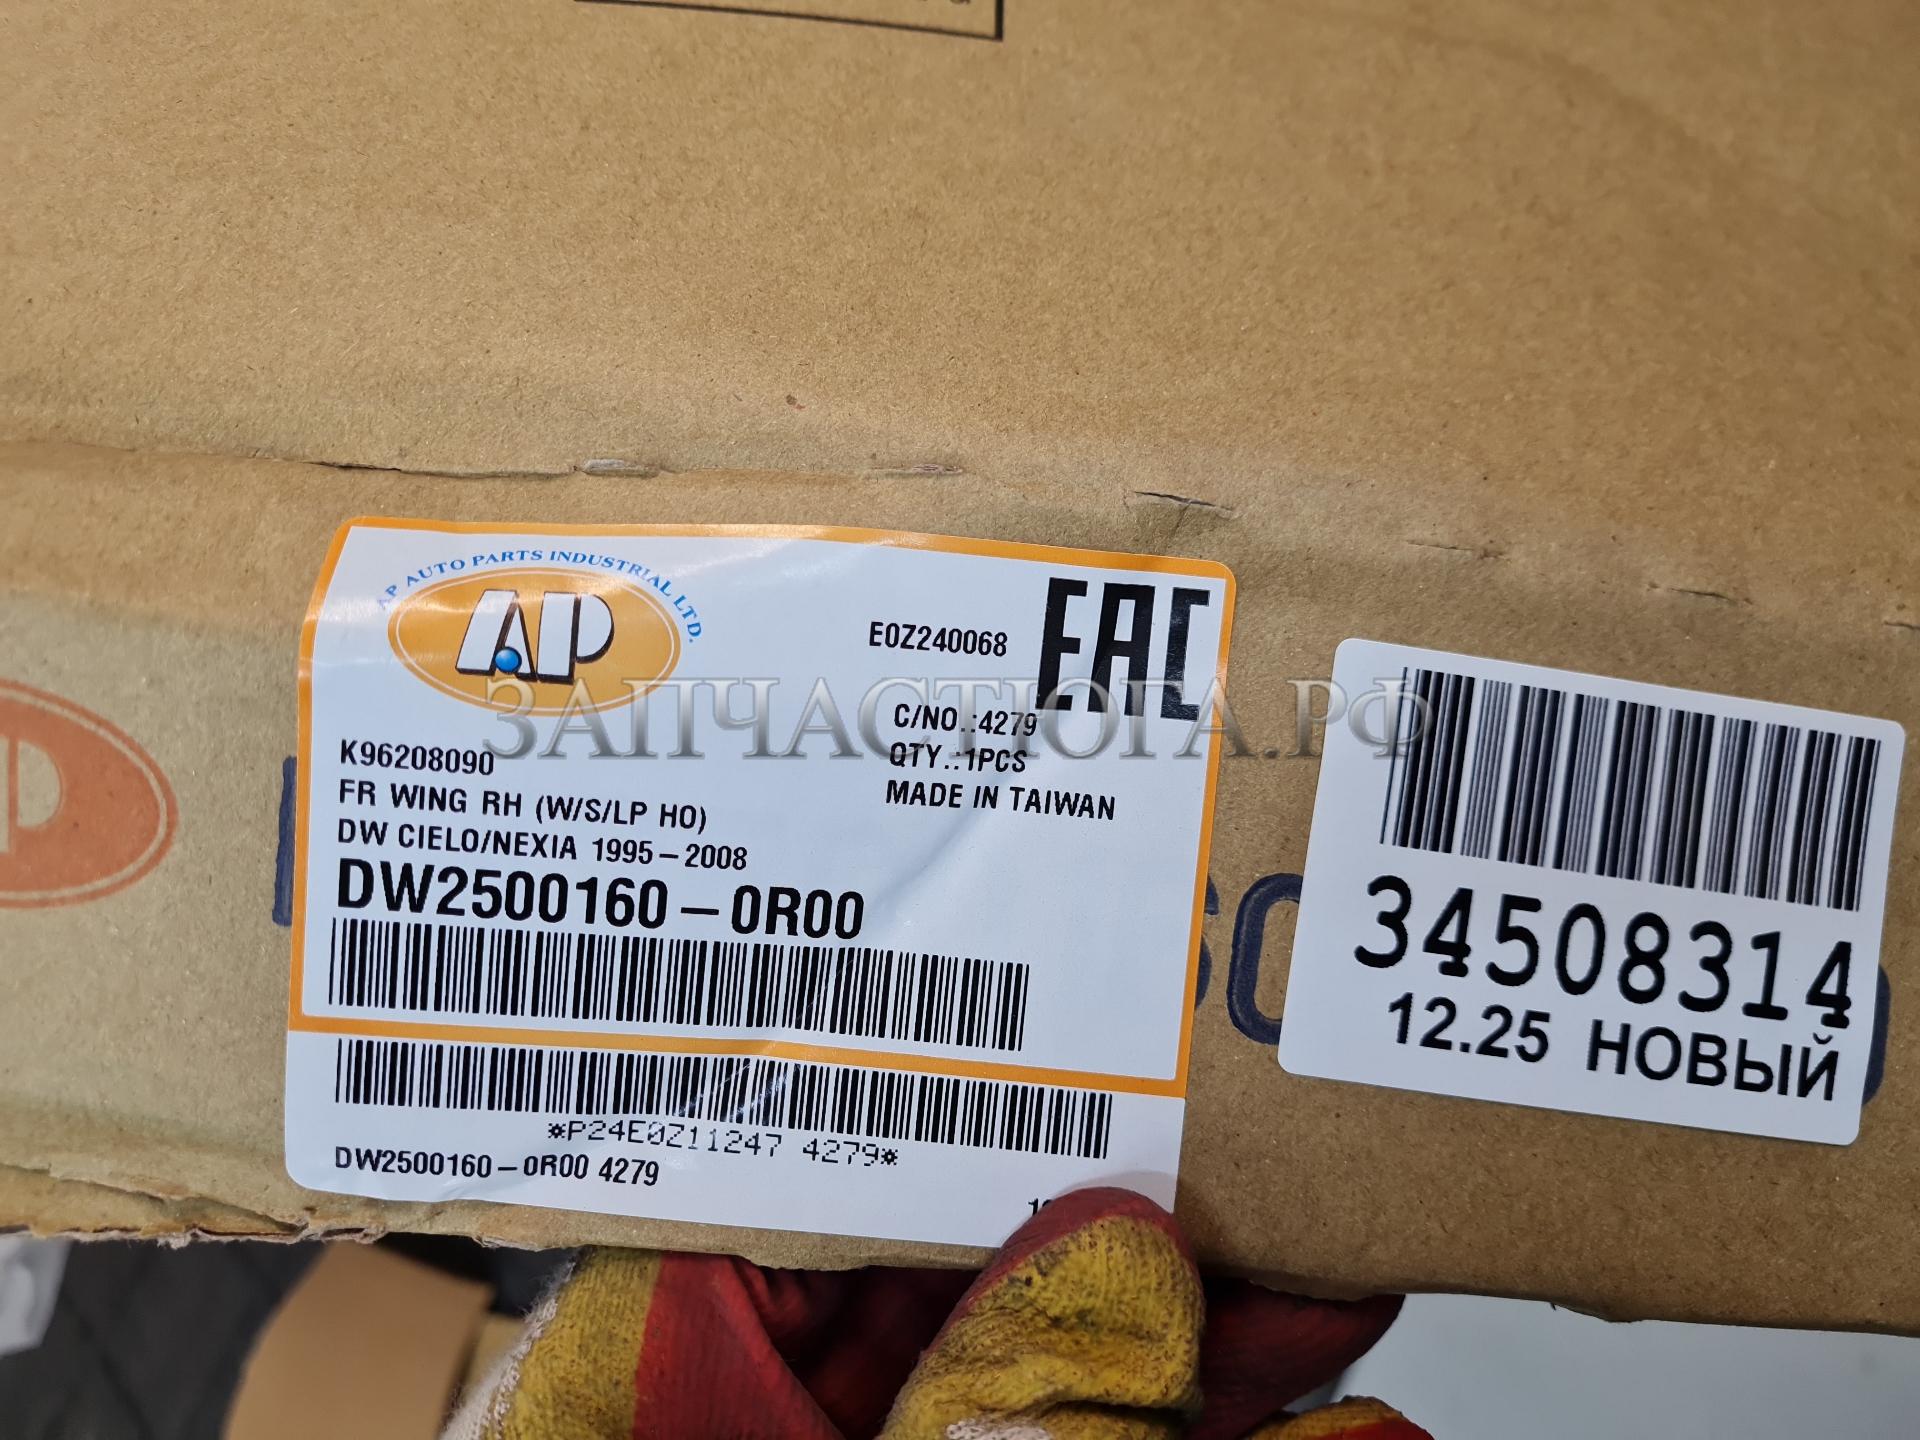 AP AUTO PARTS INDUSTRIAL LTD.
AP
E0Z240068
EAC
ЗАПЧАСТЮГА.РФ
C/NO.:4279
QTY.:1PCS
MADE IN TAIWAN
K96208090
FR WING RH (W/S/LP HO)
DW CIELO/NEXIA 1995-2008
DW2500160-0R00
*P24E0Z11247 4279*
DW2500160-0R00 4279
34508314
12.25 НОВЫЙ